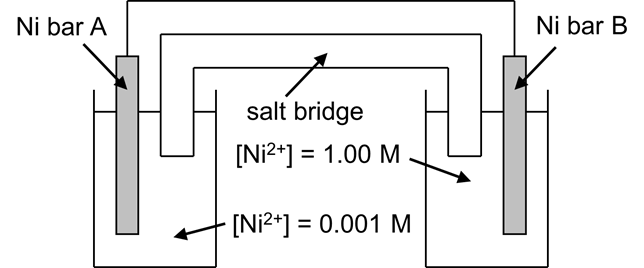 Ni bar A
Ni bar B
salt bridge
[Ni²⁺] = 1.00 M
[Ni²⁺] = 0.001 M